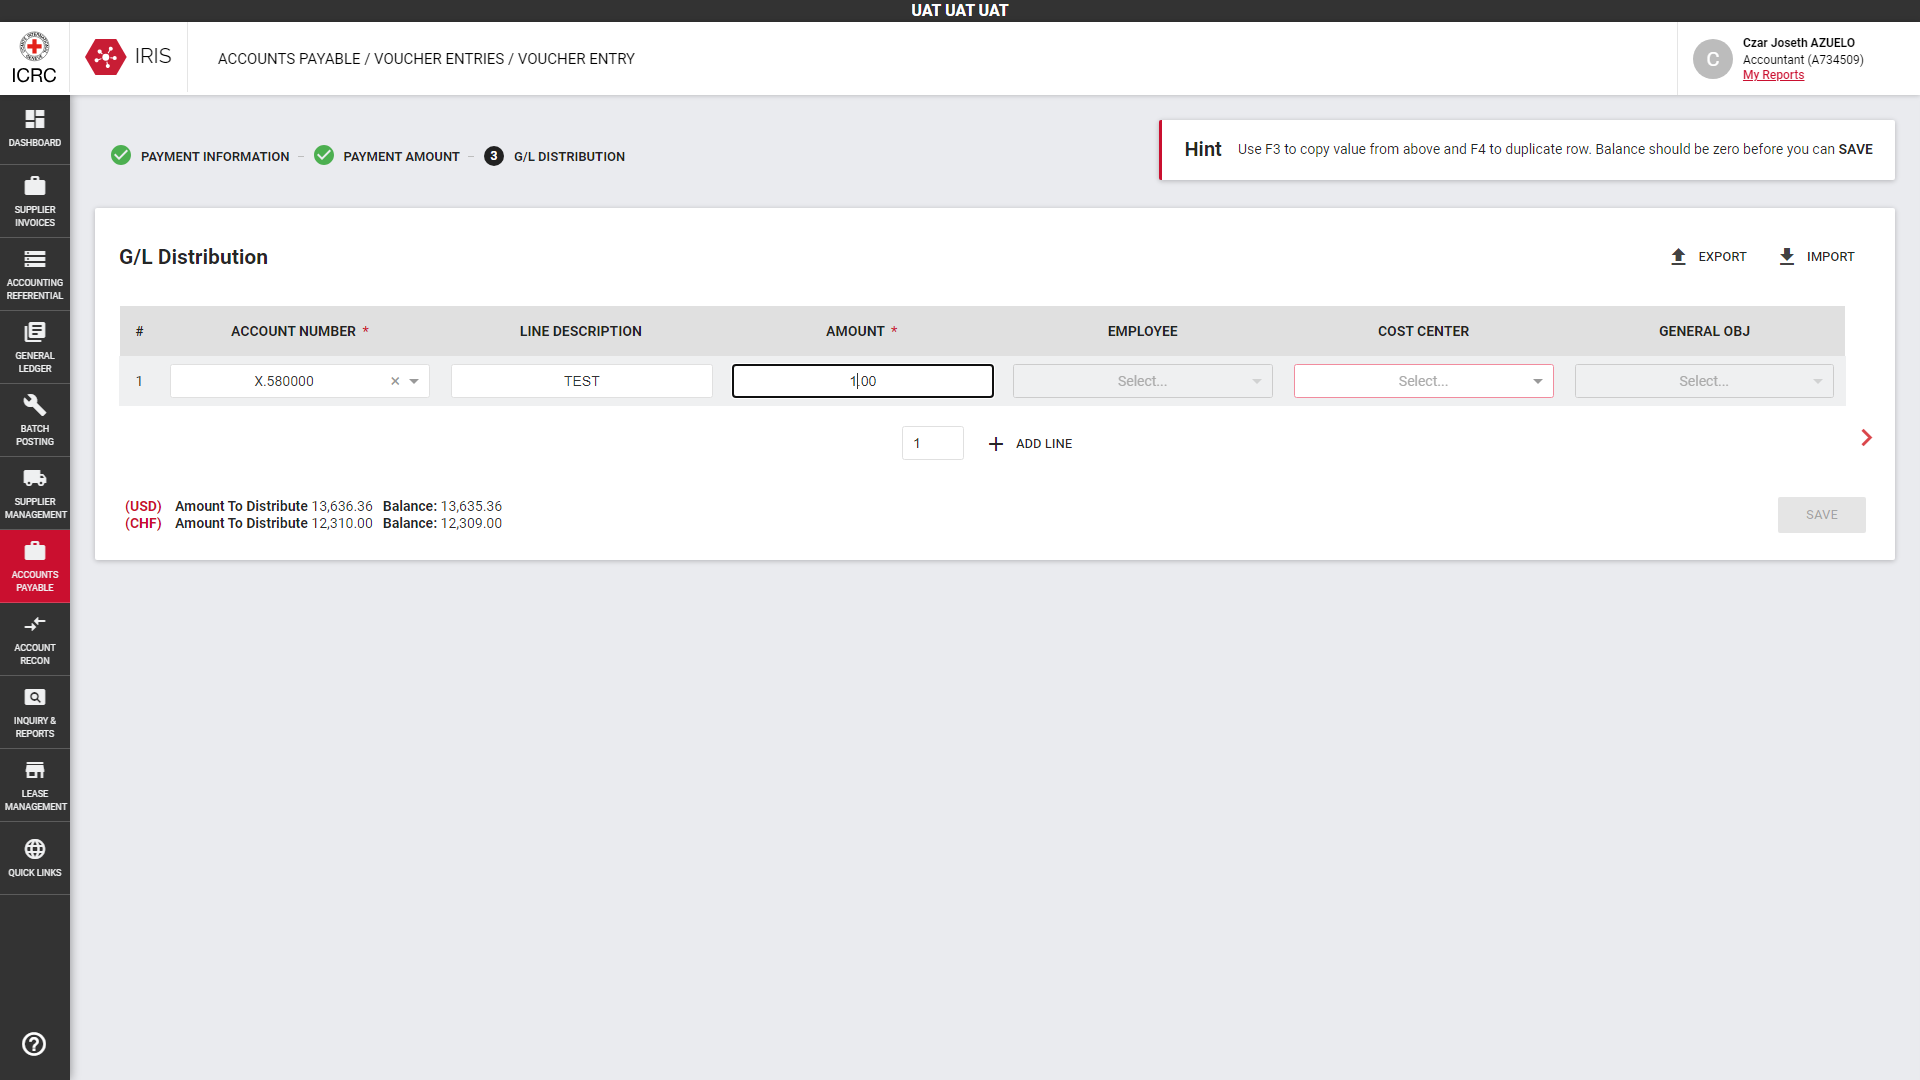 UAT UAT UAT
ICRC
IRIS
ACCOUNTS PAYABLE / VOUCHER ENTRIES / VOUCHER ENTRY
C
Czar Joseth AZUELO
Accountant (A734509)
My Reports
DASHBOARD
SUPPLIER
INVOICES
ACCOUNTING
REFERENTIAL
GENERAL
LEDGER
BATCH
POSTING
SUPPLIER
MANAGEMENT
ACCOUNTS
PAYABLE
ACCOUNT
RECON
INQUIRY &
REPORTS
LEASE
MANAGEMENT
QUICK LINKS
PAYMENT INFORMATION
PAYMENT AMOUNT
3 G/L DISTRIBUTION
Hint Use F3 to copy value from above and F4 to duplicate row. Balance should be zero before you can SAVE
G/L Distribution
EXPORT
IMPORT
# ACCOUNT NUMBER * LINE DESCRIPTION AMOUNT * EMPLOYEE COST CENTER GENERAL OBJ
1 X.580000 TEST 1.00 Select... Select... Select...
1 ADD LINE
(USD) Amount To Distribute 13,636.36 Balance: 13,635.36
(CHF) Amount To Distribute 12,310.00 Balance: 12,309.00
SAVE